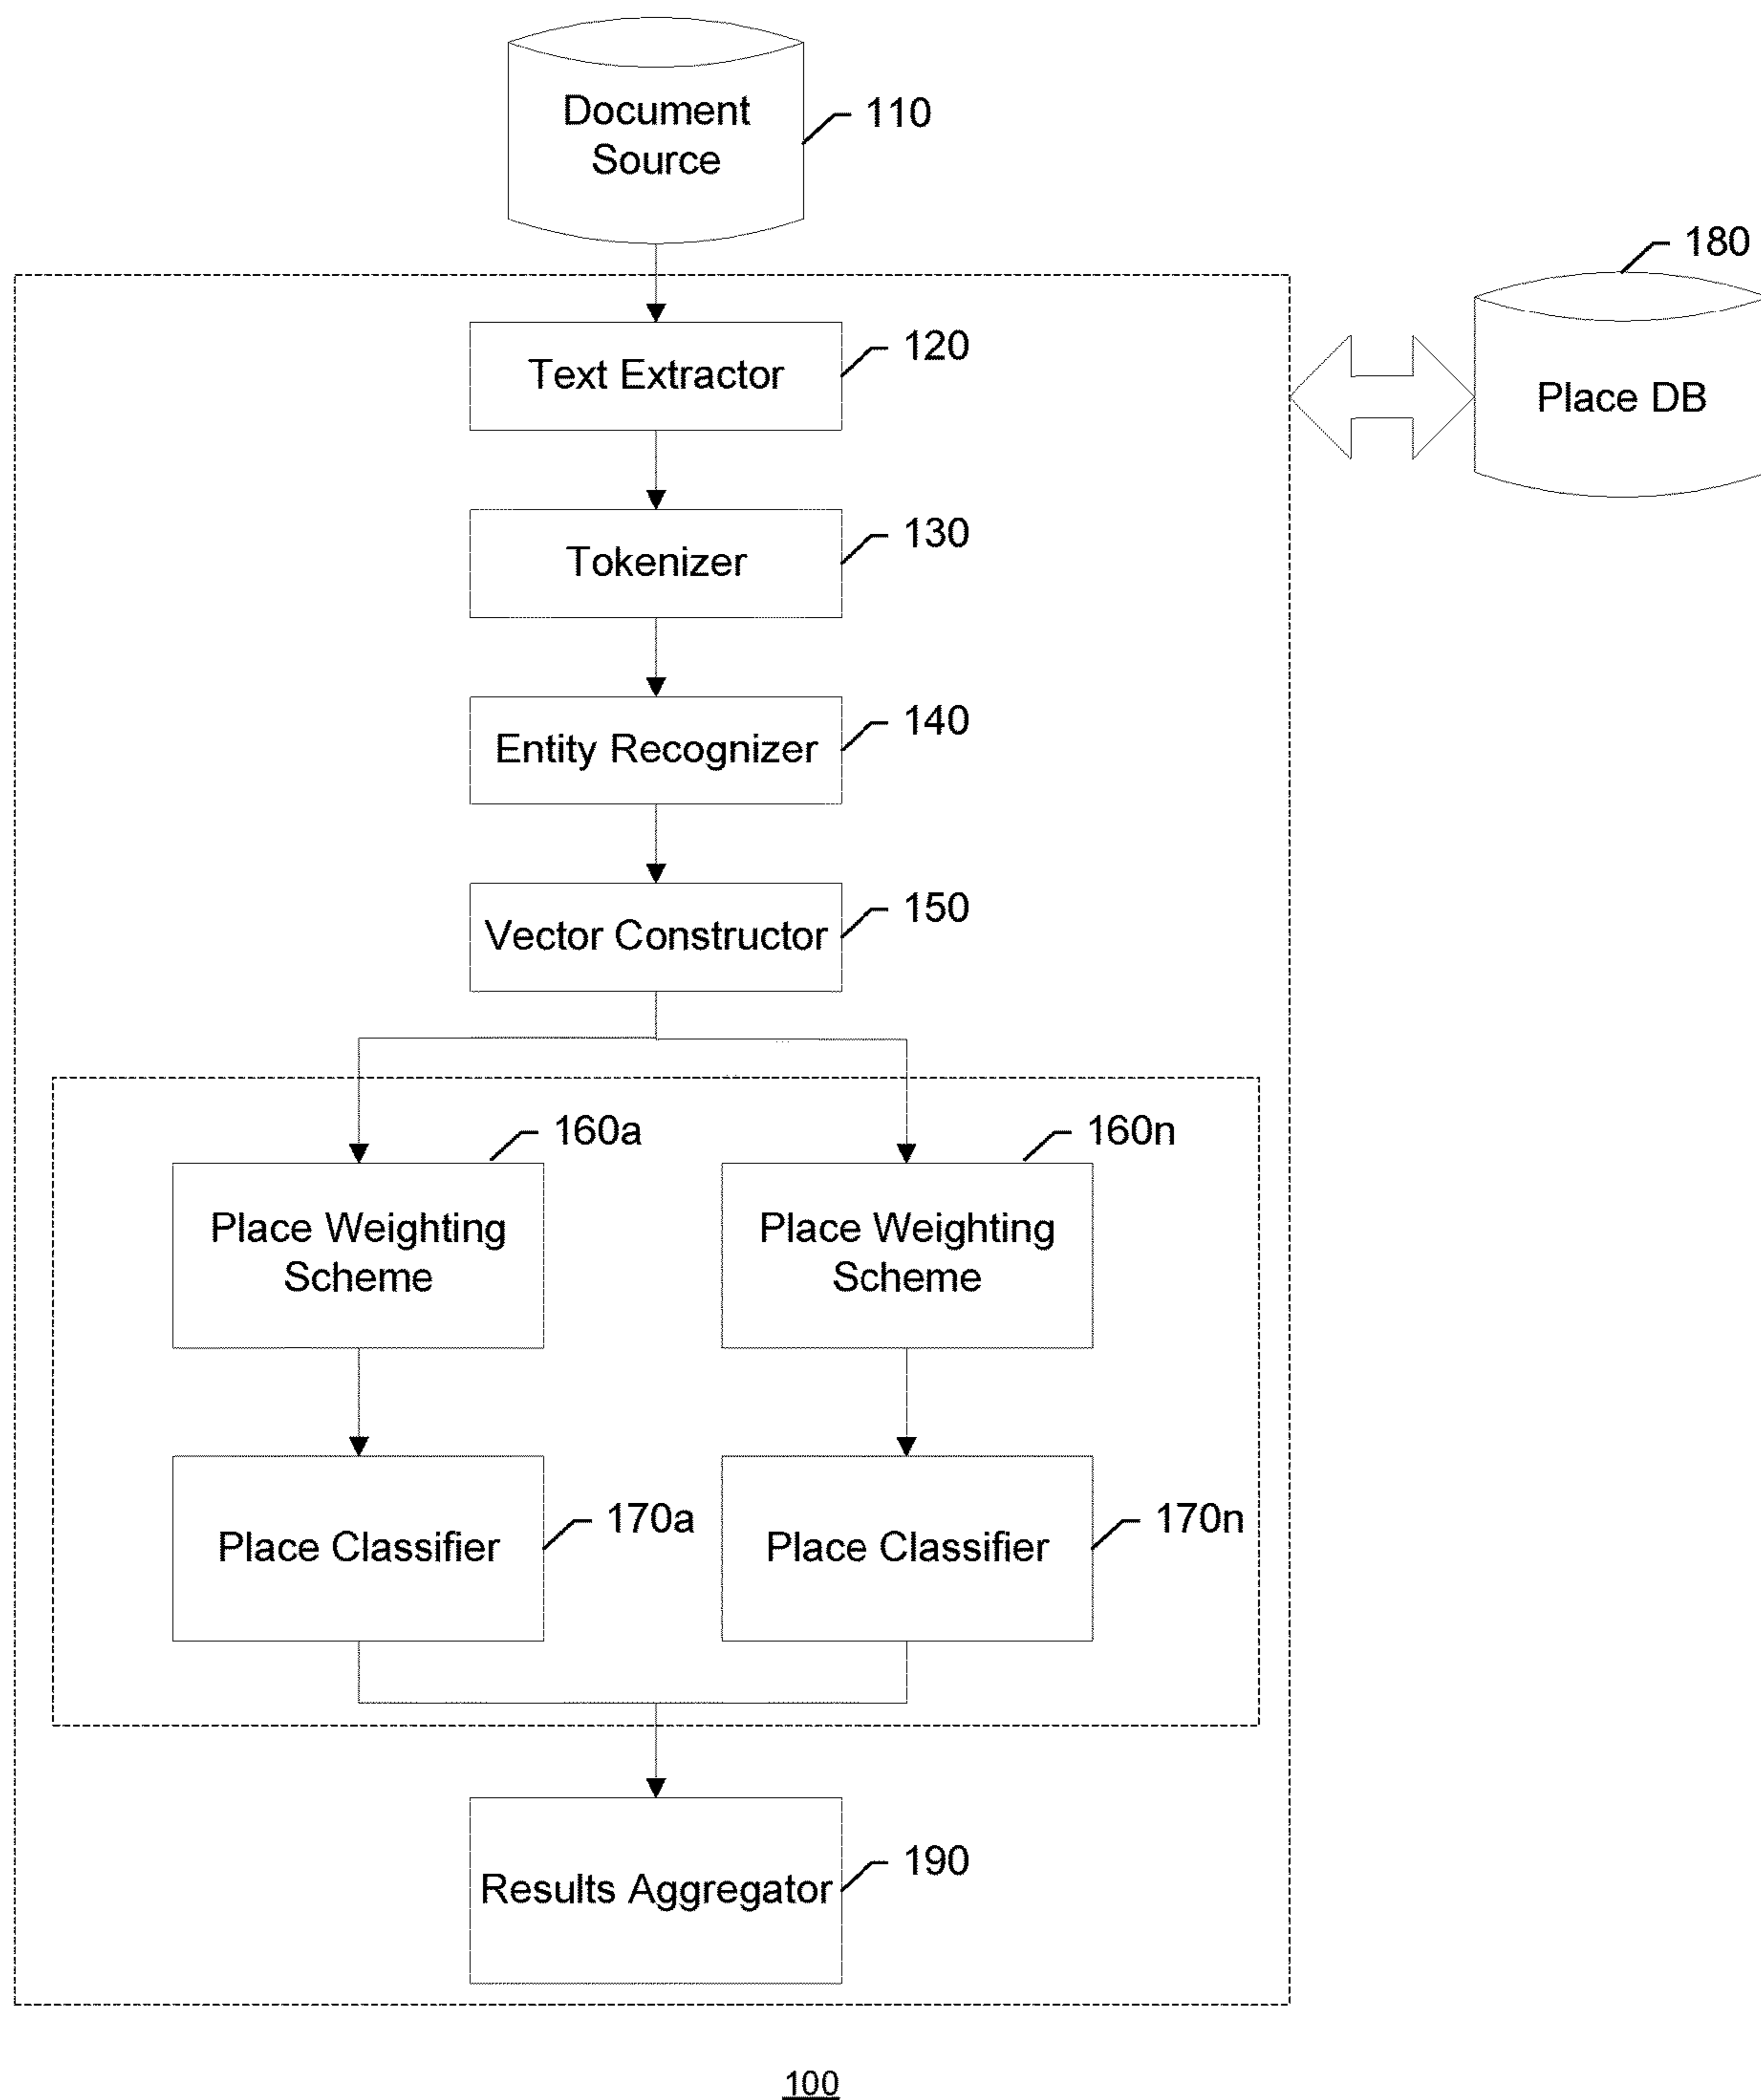 Document
Source
110
180
Place DB
Text Extractor
120
Tokenizer
130
Entity Recognizer
140
Vector Constructor
150
160a
160n
Place Weighting
Scheme
Place Weighting
Scheme
Place Classifier
170a
Place Classifier
170n
Results Aggregator
190
100